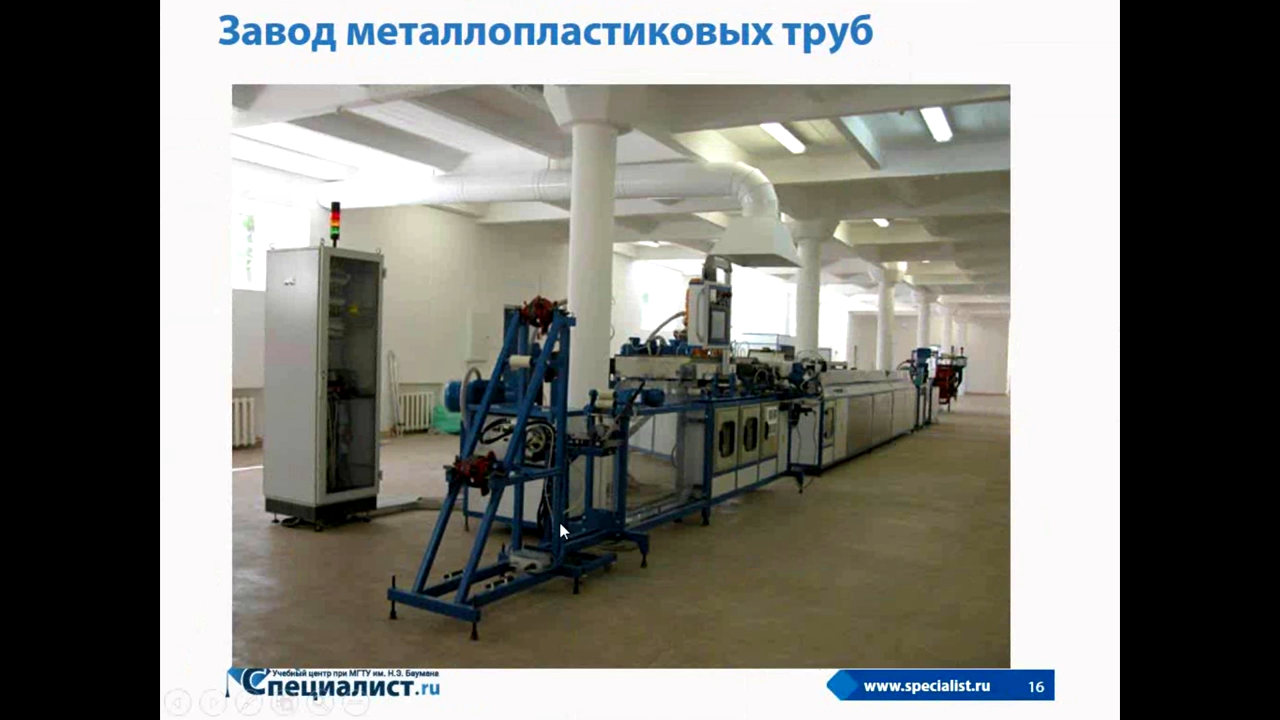 Завод металлопластиковых труб
Учебный центр при МГТУ им. Н.Э. Баумана
Специалист.ru
www.specialist.ru
16